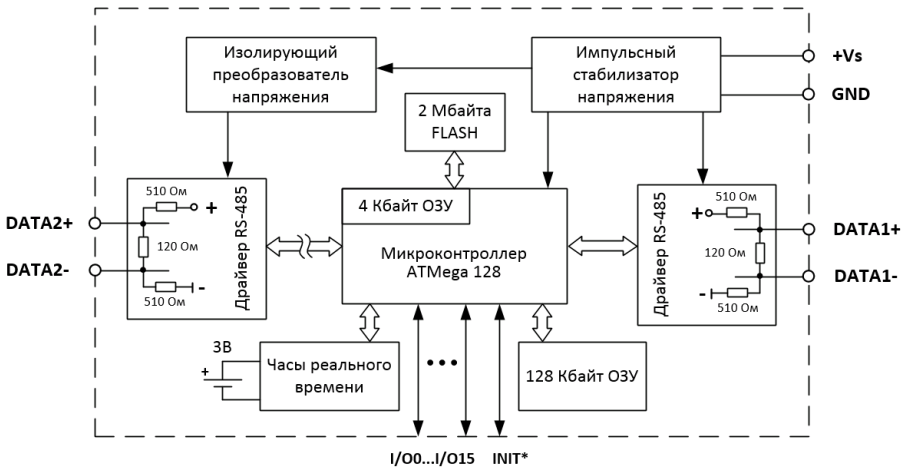 Изолирующий
преобразователь
напряжения
Импульсный
стабилизатор
напряжения
+Vs
GND
2 Мбайта
FLASH
510 Ом
+
120 Ом
-
510 Ом
Драйвер RS-485
DATA2+
DATA2-
4 Кбайт ОЗУ
Микроконтроллер
ATMega 128
Драйвер RS-485
510 Ом
+
120 Ом
-
510 Ом
DATA1+
DATA1-
3В
+
Часы реального
времени
•••
128 Кбайт ОЗУ
I/O0...I/O15 INIT*